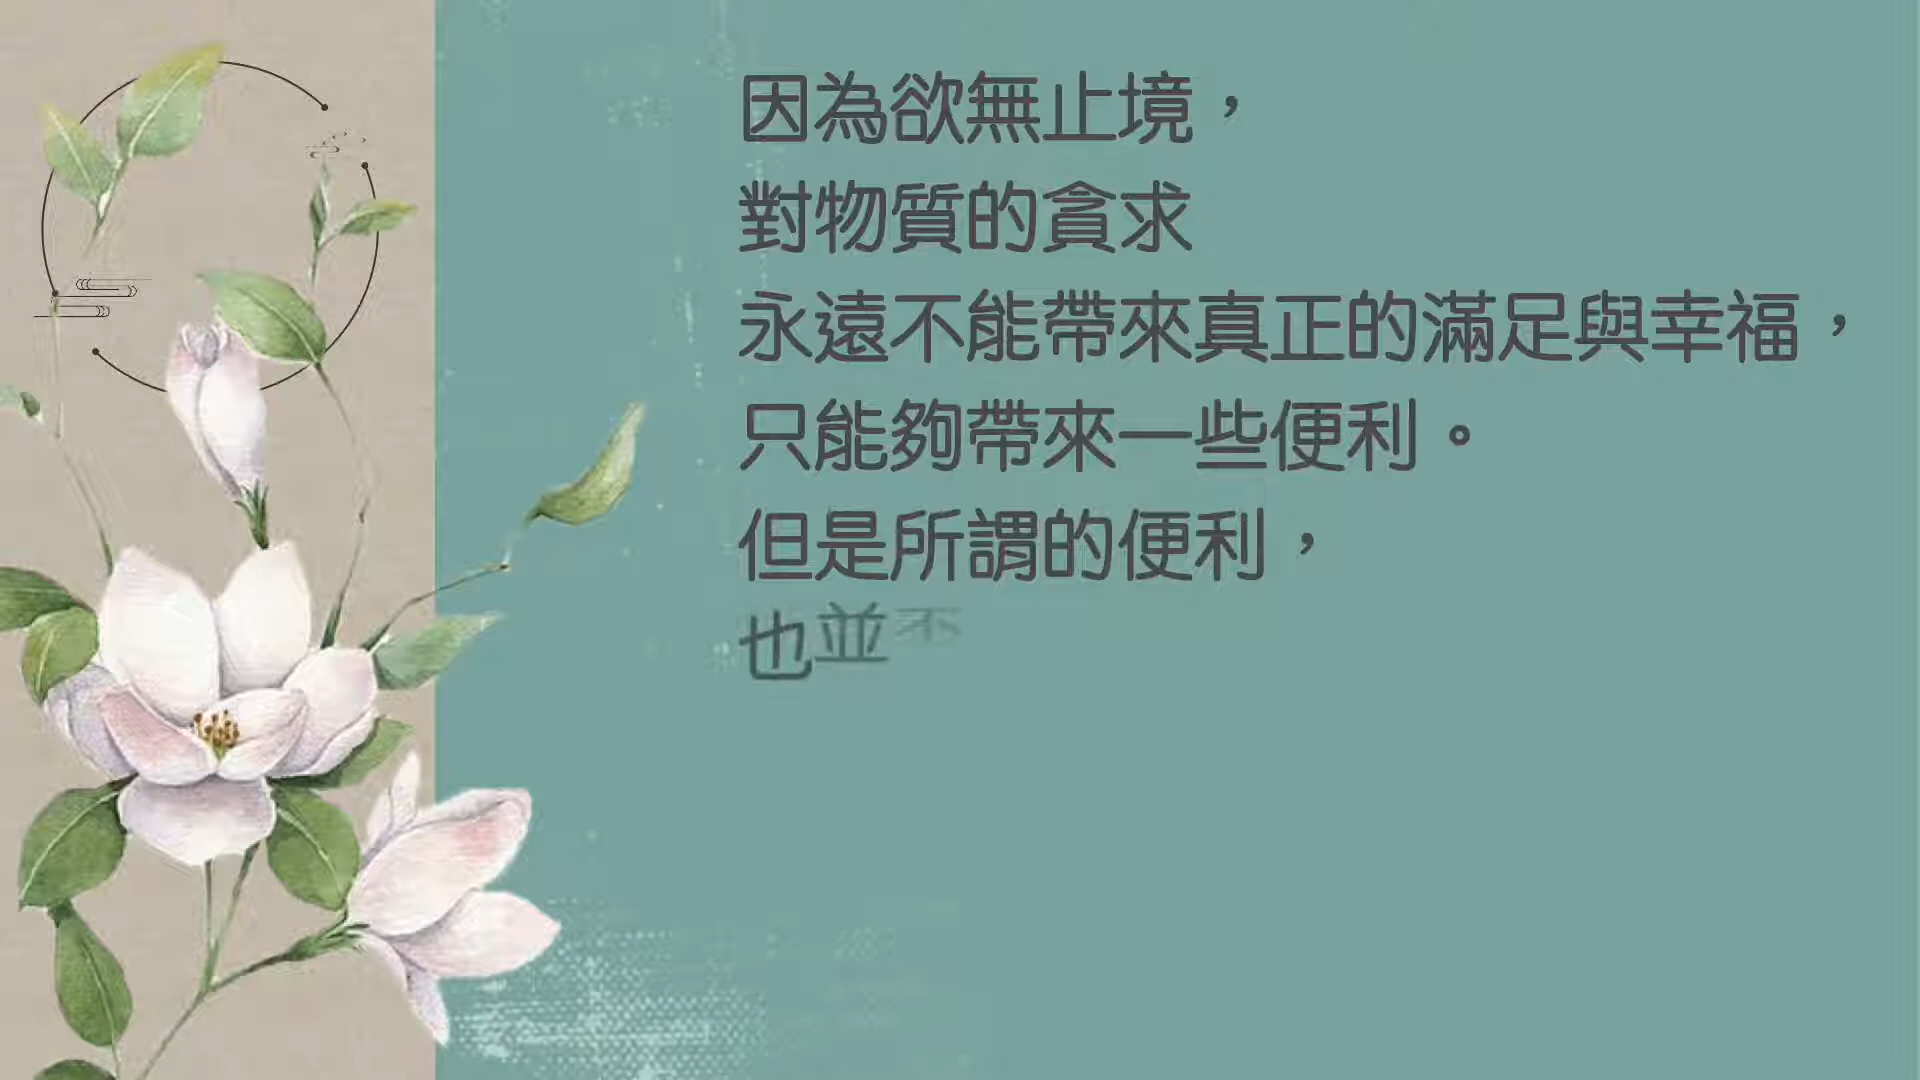 因為欲無止境，
對物質的貪求
永遠不能帶來真正的滿足與幸福，
只能夠帶來一些便利。
但是所謂的便利，
也並不